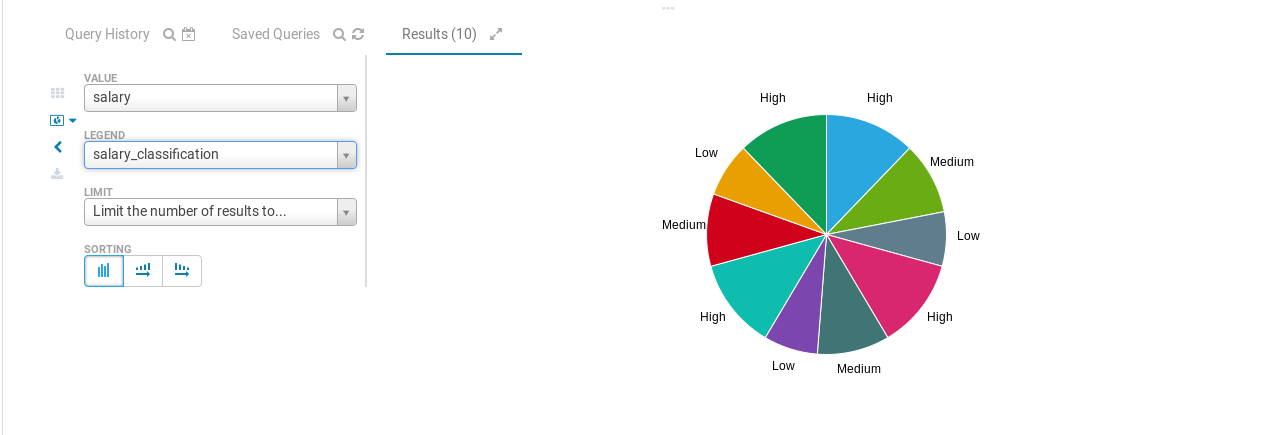 Query History
Saved Queries
Results (10)
VALUE
salary
LEGEND
salary_classification
LIMIT
Limit the number of results to...
SORTING
High
High
Low
Medium
Medium
Low
High
High
Low
Medium